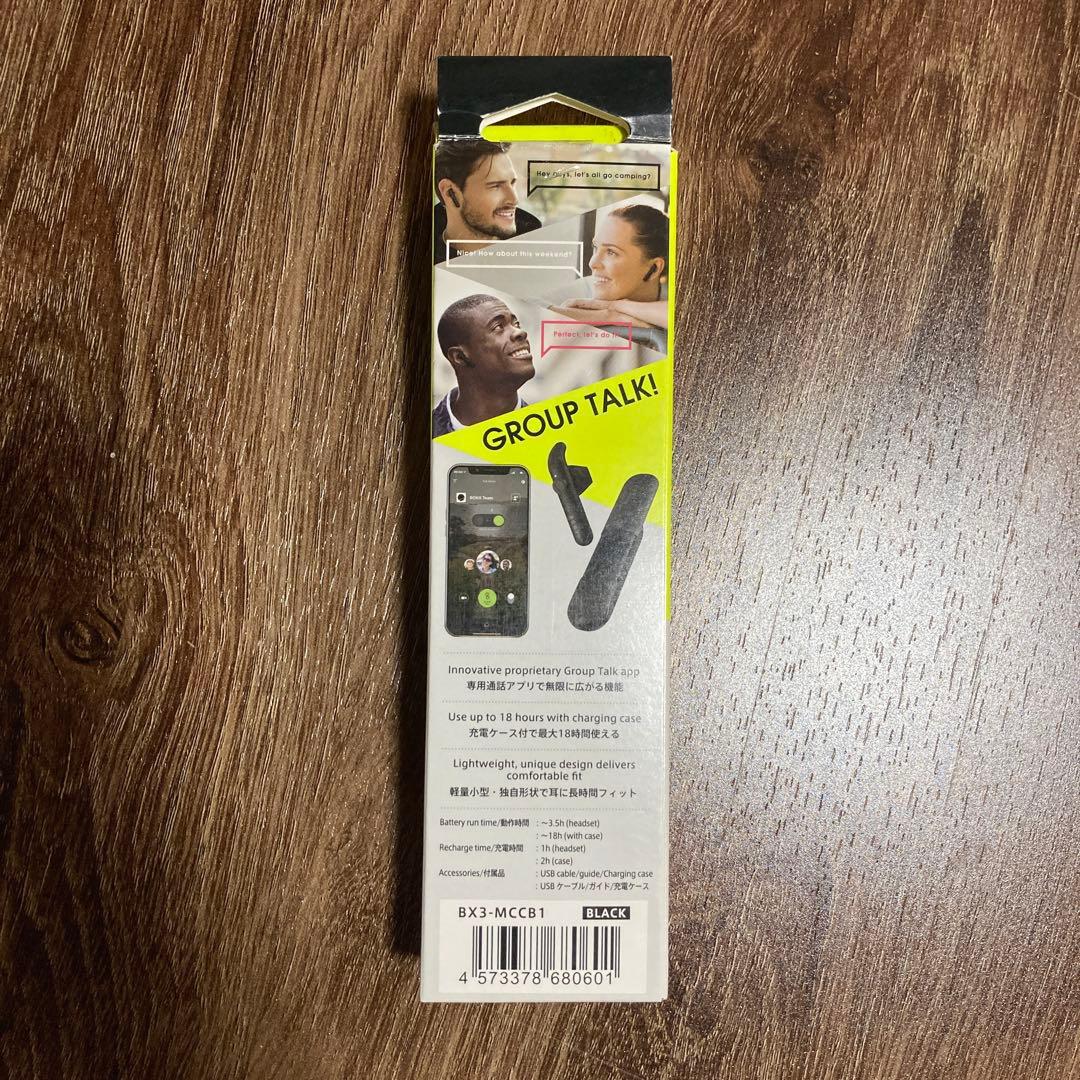 Hey guys, let's all go camping?
Nice! How about this weekend?
Perfect, let's do it!
GROUP TALK!
BONX Team
Innovative proprietary Group Talk app
専用通話アプリで無限に広がる機能
Use up to 18 hours with charging case
充電ケース付で最大18時間使える
Lightweight, unique design delivers
comfortable fit
軽量小型・独自形状で耳に長時間フィット
Battery run time/動作時間 : ～3.5h (headset)
: ～18h (with case)
Recharge time/充電時間 : 1h (headset)
: 2h (case)
Accessories/付属品 : USB cable/guide/Charging case
: USB ケーブル/ガイド/充電ケース
BX3-MCCB1 BLACK
4 573378 680601